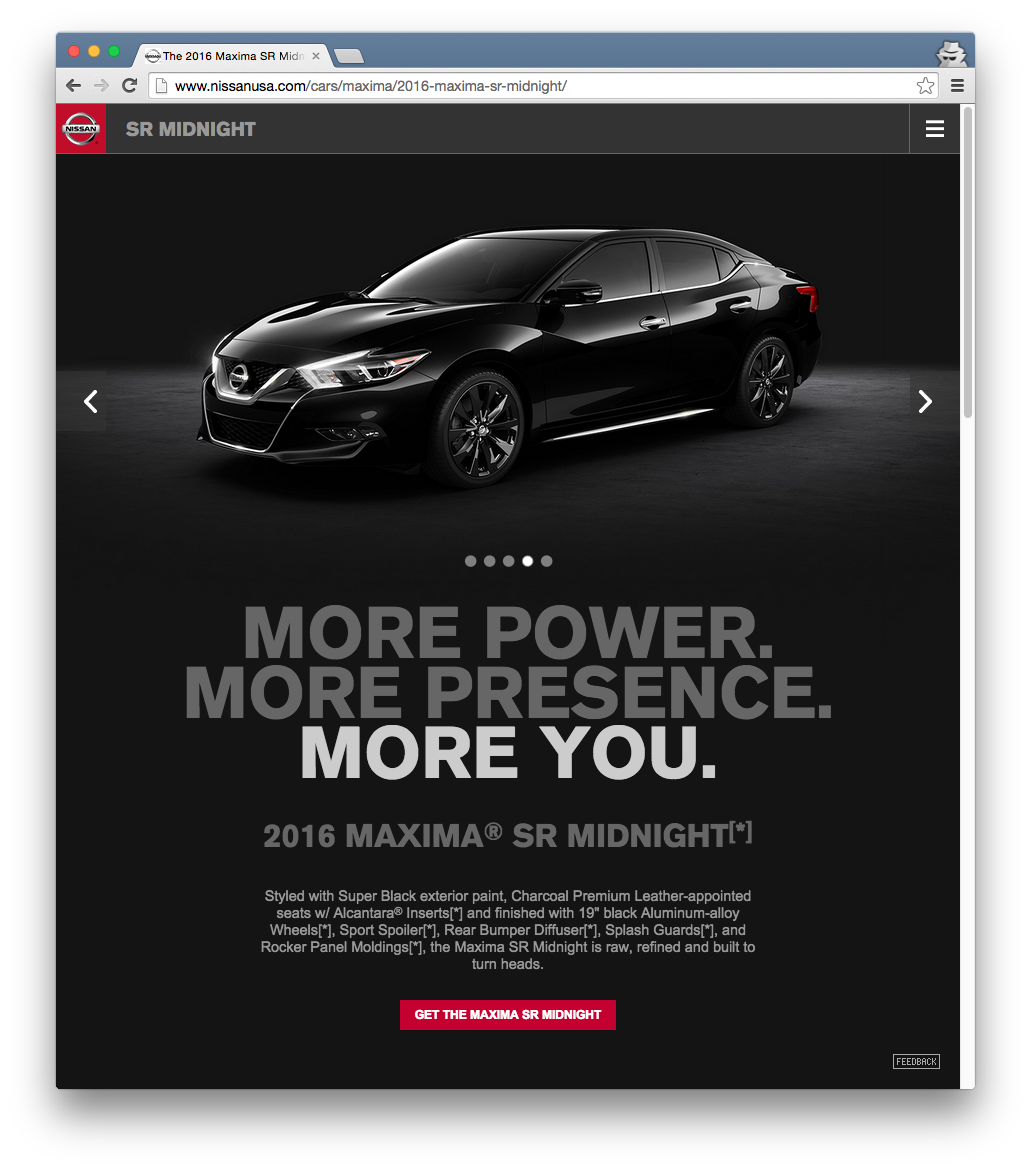 The 2016 Maxima SR Midn
www.nissanusa.com/cars/maxima/2016-maxima-sr-midnight/
NISSAN
SR MIDNIGHT
MORE POWER.
MORE PRESENCE.
MORE YOU.
2016 MAXIMA® SR MIDNIGHT[*]
Styled with Super Black exterior paint, Charcoal Premium Leather-appointed
seats w/ Alcantara® Inserts[*] and finished with 19" black Aluminum-alloy
Wheels[*], Sport Spoiler[*], Rear Bumper Diffuser[*], Splash Guards[*], and
Rocker Panel Moldings[*], the Maxima SR Midnight is raw, refined and built to
turn heads.
GET THE MAXIMA SR MIDNIGHT
FEEDBACK